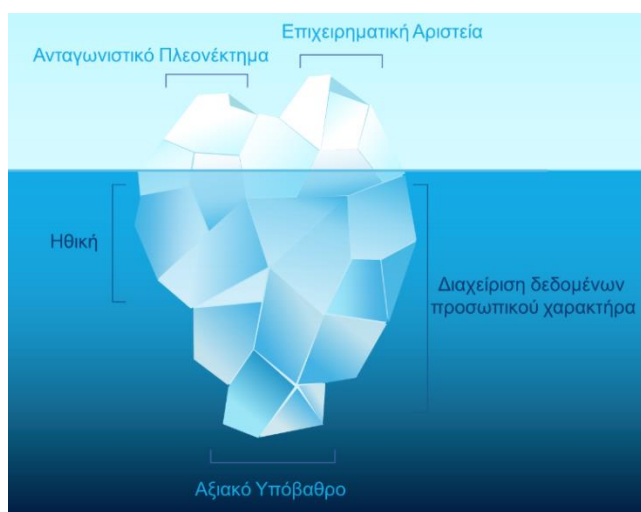 Επιχειρηματική Αριστεία
Ανταγωνιστικό Πλεονέκτημα
Ηθική
Διαχείριση δεδομένων
προσωπικού χαρακτήρα
Αξιακό Υπόβαθρο